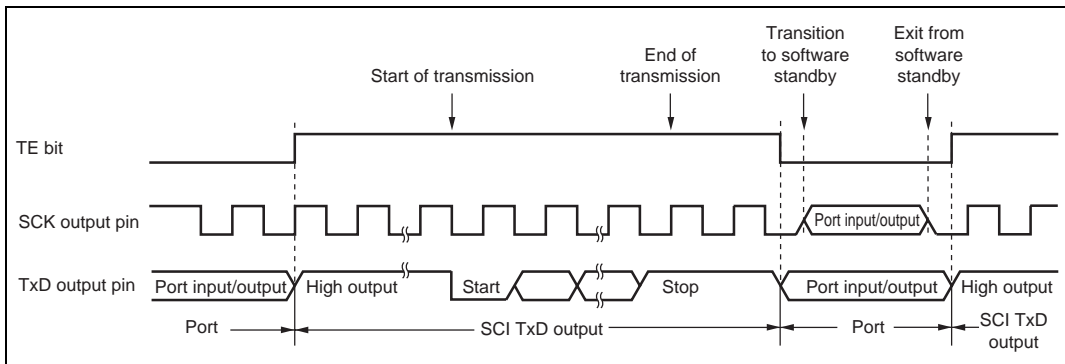 Start of transmission
End of
transmission
Transition
to software
standby
Exit from
software
standby
TE bit
SCK output pin
Port input/output
TxD output pin
Port input/output
High output
Start
Stop
Port input/output
High output
Port
SCI TxD output
Port
SCI TxD
output